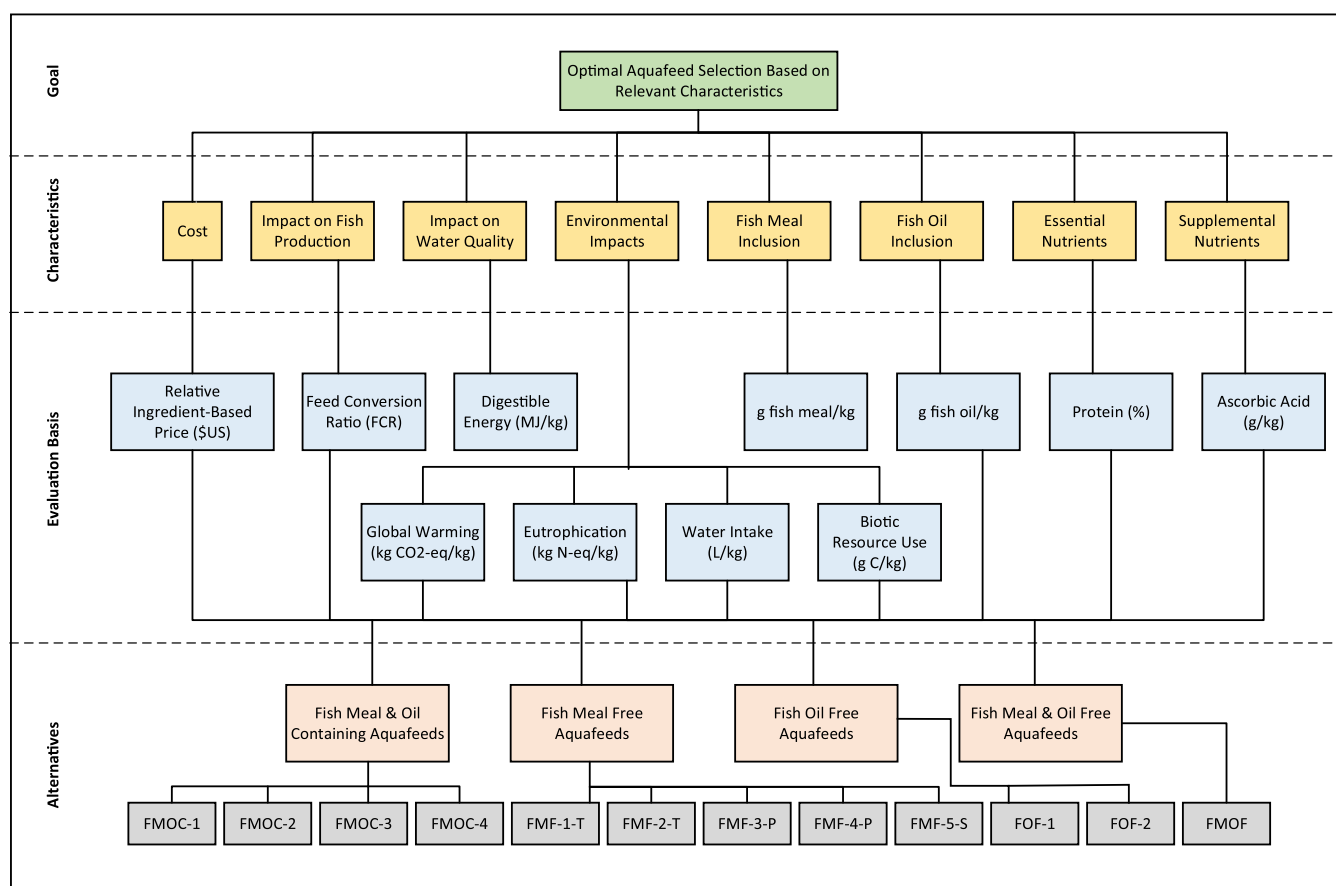 Goal
Optimal Aquafeed Selection Based on
Relevant Characteristics
Characteristics
Cost
Impact on Fish
Production
Impact on
Water Quality
Environmental
Impacts
Fish Meal
Inclusion
Fish Oil
Inclusion
Essential
Nutrients
Supplemental
Nutrients
Evaluation Basis
Relative
Ingredient-Based
Price ($US)
Feed Conversion
Ratio (FCR)
Digestible
Energy (MJ/kg)
g fish meal/kg
g fish oil/kg
Protein (%)
Ascorbic Acid
(g/kg)
Global Warming
(kg CO2-eq/kg)
Eutrophication
(kg N-eq/kg)
Water Intake
(L/kg)
Biotic
Resource Use
(g C/kg)
Alternatives
Fish Meal & Oil
Containing Aquafeeds
Fish Meal Free
Aquafeeds
Fish Oil Free
Aquafeeds
Fish Meal & Oil Free
Aquafeeds
FMOC-1
FMOC-2
FMOC-3
FMOC-4
FMF-1-T
FMF-2-T
FMF-3-P
FMF-4-P
FMF-5-S
FOF-1
FOF-2
FMOF